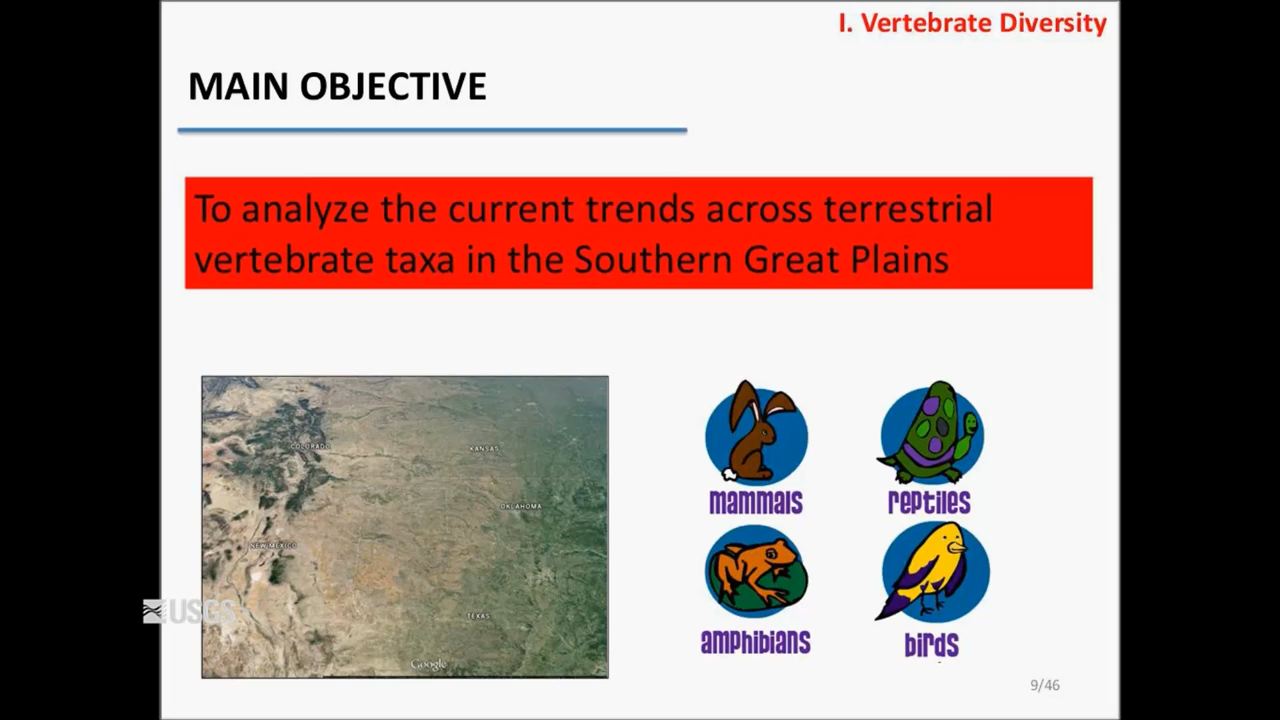 I. Vertebrate Diversity
MAIN OBJECTIVE
To analyze the current trends across terrestrial
vertebrate taxa in the Southern Great Plains
COLORADO
KANSAS
OKLAHOMA
NEW MEXICO
TEXAS
Google
USGS
mammals
reptiles
amphibians
birds
9/46